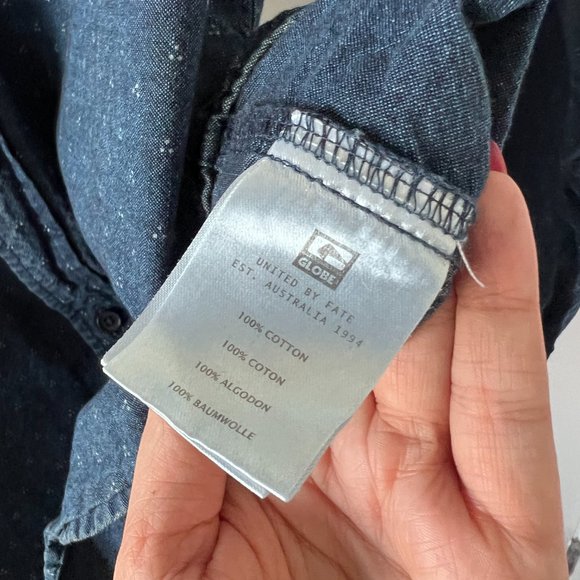 GLOBE
UNITED BY FATE
EST. AUSTRALIA 1994
100% COTTON
100% COTON
100% ALGODON
100% BAUMWOLLE